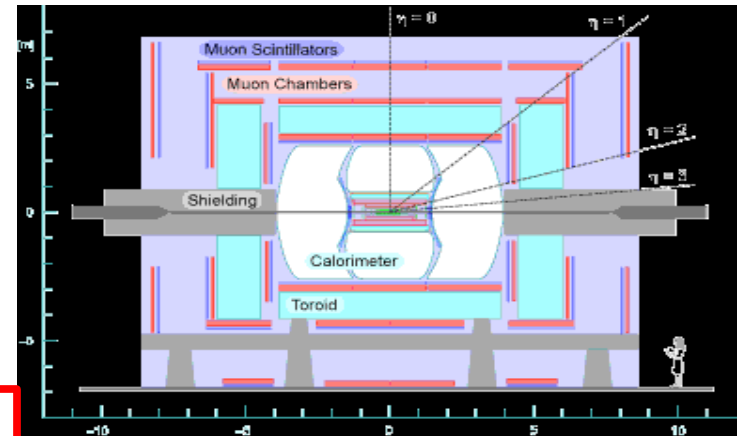 η = 0
η = 1
[m]
Muon Scintillators
5
Muon Chambers
η = 2
η = 3
Shielding
0
Calorimeter
Toroid
-5
-10
-5
0
5
10